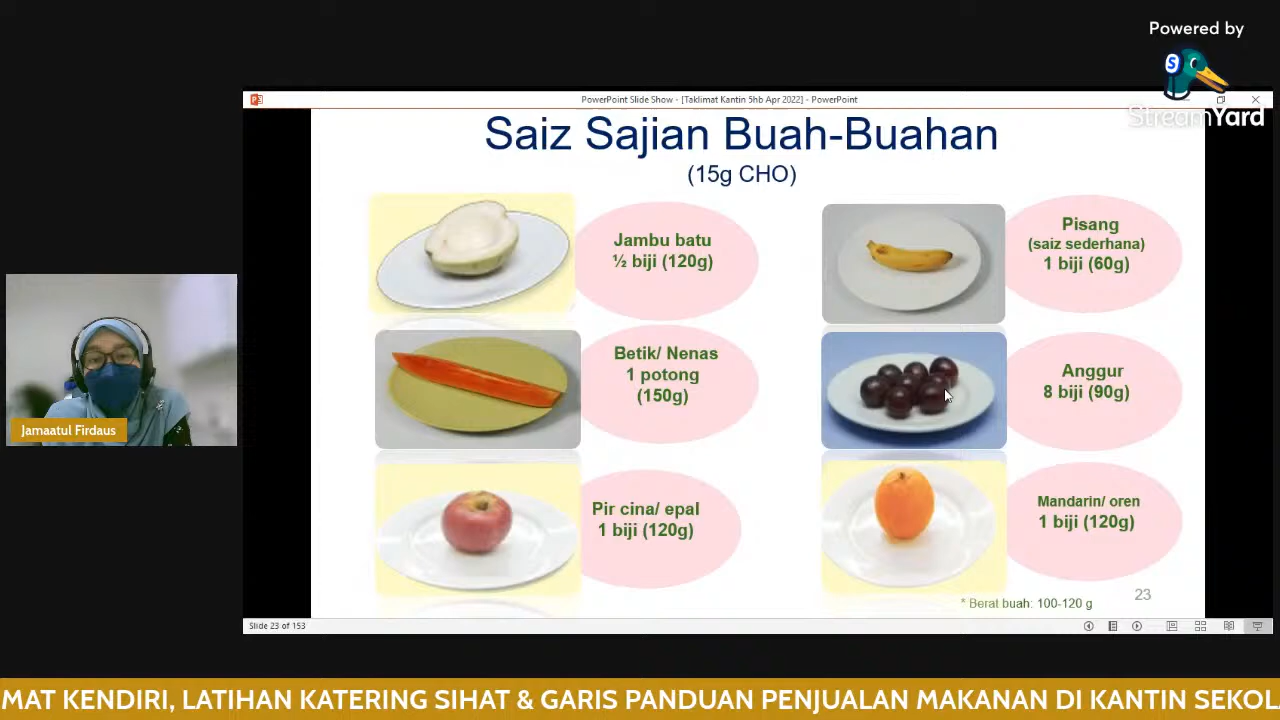 Powered by
StreamYard
PowerPoint Slide Show - [Taklimat Kantin 5hb Apr 2022] - PowerPoint
Saiz Sajian Buah-Buahan
(15g CHO)
Jambu batu
½ biji (120g)
Pisang
(saiz sederhana)
1 biji (60g)
Betik/ Nenas
1 potong
(150g)
Anggur
8 biji (90g)
Pir cina/ epal
1 biji (120g)
Mandarin/ oren
1 biji (120g)
* Berat buah: 100-120 g
23
Slide 23 of 153
Jamaatul Firdaus
MAT KENDIRI, LATIHAN KATERING SIHAT & GARIS PANDUAN PENJUALAN MAKANAN DI KANTIN SEKOL